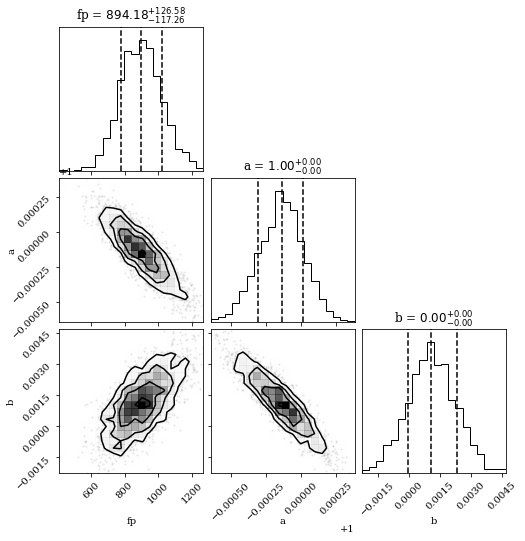 fp = 894.18+126.58−117.26
+1
a = 1.00+0.00−0.00
0.00025
0.00000
−0.00025
−0.00050
a
b = 0.00+0.00−0.00
0.0045
0.0030
0.0015
0.0000
−0.0015
b
600 800 1000 1200
−0.00050 −0.00025 0.00000 0.00025
−0.0015 0.0000 0.0015 0.0030 0.0045
fp a b
+1